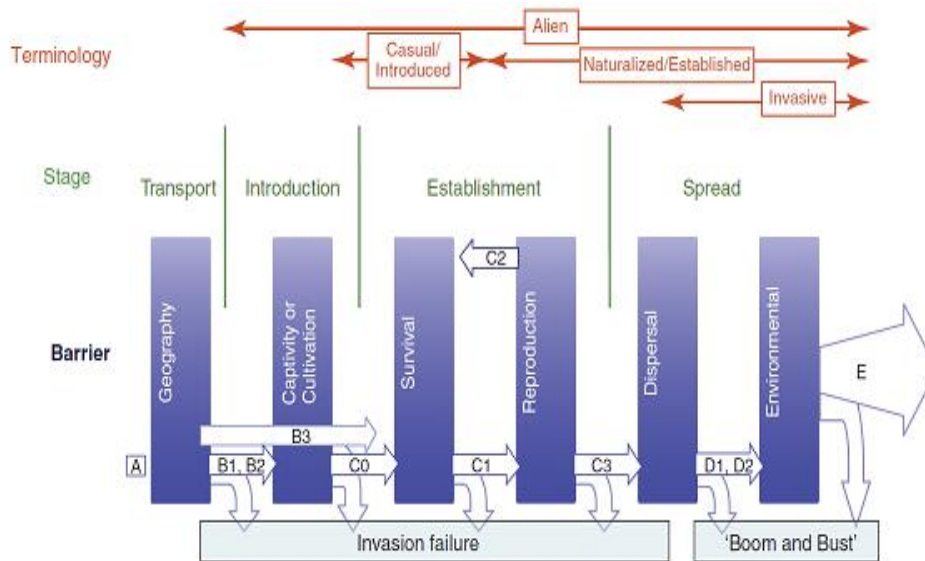 Alien
Terminology
Casual/
Introduced
Naturalized/Established
Invasive
Stage
Transport
Introduction
Establishment
Spread
C2
Barrier
Geography
Captivity or
Cultivation
Survival
Reproduction
Dispersal
Environmental
E
B3
A
B1, B2
C0
C1
C3
D1, D2
Invasion failure
'Boom and Bust'